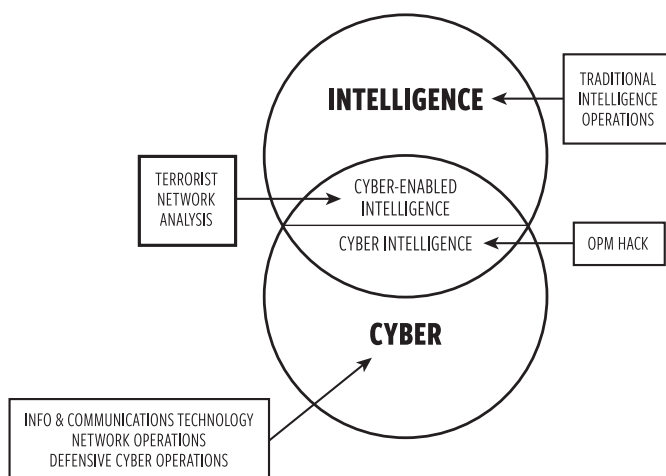 INTELLIGENCE
TRADITIONAL
INTELLIGENCE
OPERATIONS
TERRORIST
NETWORK
ANALYSIS
CYBER-ENABLED
INTELLIGENCE
CYBER INTELLIGENCE
OPM HACK
CYBER
INFO & COMMUNICATIONS TECHNOLOGY
NETWORK OPERATIONS
DEFENSIVE CYBER OPERATIONS